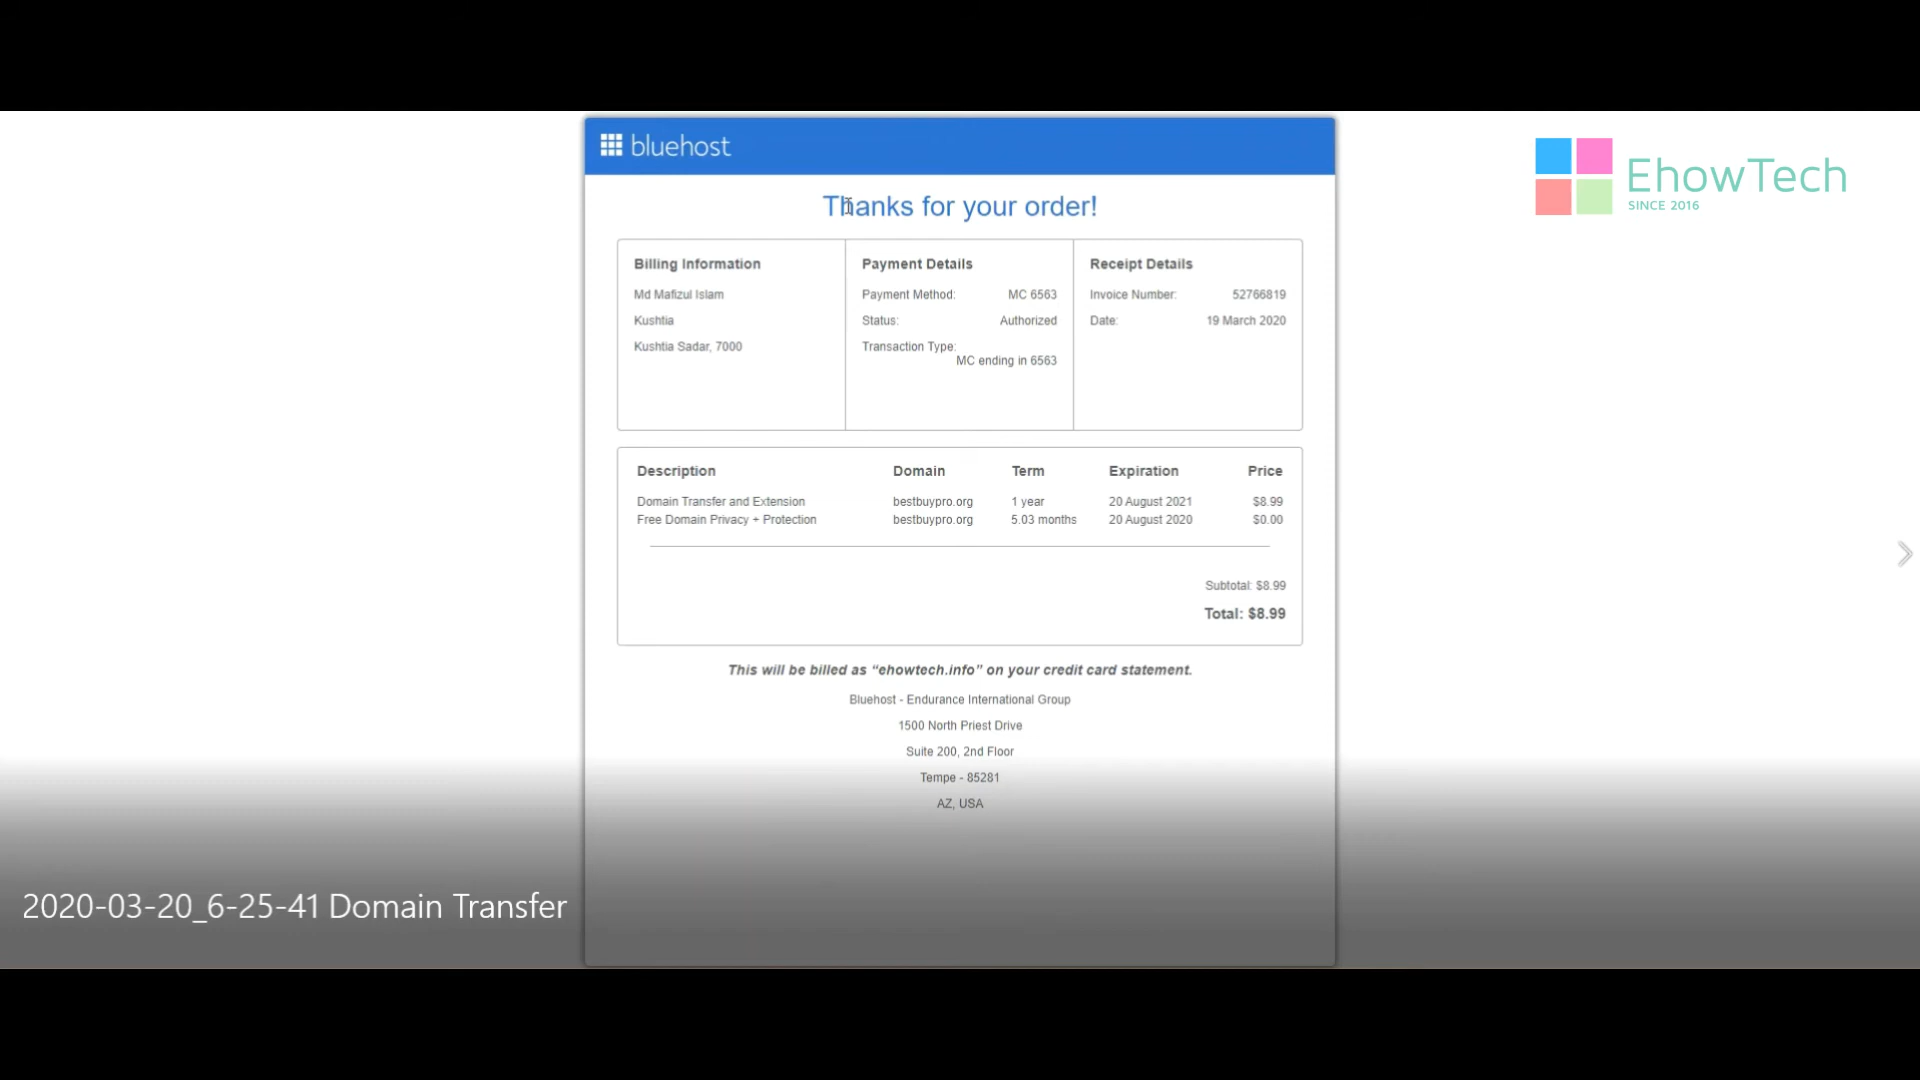 bluehost
EhowTech
SINCE 2016
Thanks for your order!
Billing Information
Md Mafizul Islam
Kushtia
Kushtia Sadar, 7000
Payment Details
Payment Method: MC 6563
Status: Authorized
Transaction Type:
MC ending in 6563
Receipt Details
Invoice Number: 52766819
Date: 19 March 2020
Description Domain Term Expiration Price
Domain Transfer and Extension bestbuypro.org 1 year 20 August 2021 $8.99
Free Domain Privacy + Protection bestbuypro.org 5.03 months 20 August 2020 $0.00
Subtotal: $8.99
Total: $8.99
This will be billed as “ehowtech.info” on your credit card statement.
Bluehost - Endurance International Group
1500 North Priest Drive
Suite 200, 2nd Floor
Tempe - 85281
AZ, USA
2020-03-20_6-25-41 Domain Transfer